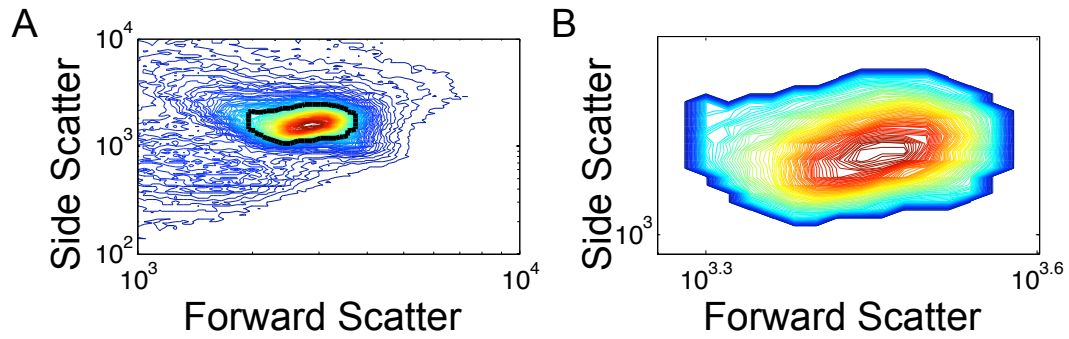 A
B
Side Scatter
10^4
10^3
10^2
10^3
10^4
Forward Scatter
Side Scatter
10^3
10^3.3
10^3.6
Forward Scatter